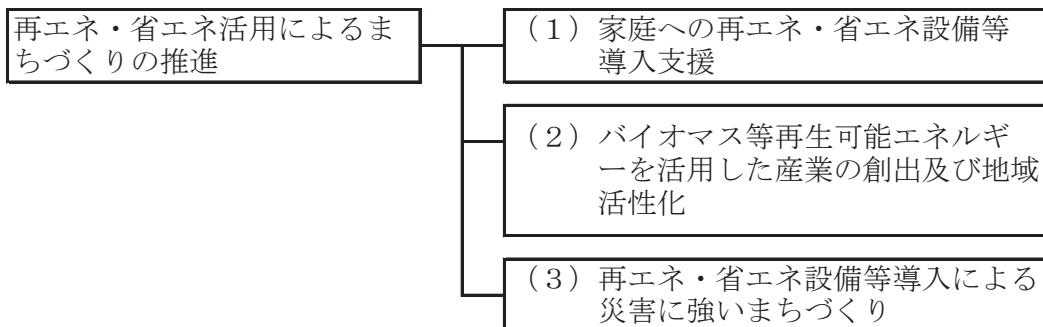 再エネ・省エネ活用によるま
ちづくりの推進
（１）家庭への再エネ・省エネ設備等
導入支援
（２）バイオマス等再生可能エネルギ
ーを活用した産業の創出及び地域
活性化
（３）再エネ・省エネ設備等導入による
災害に強いまちづくり